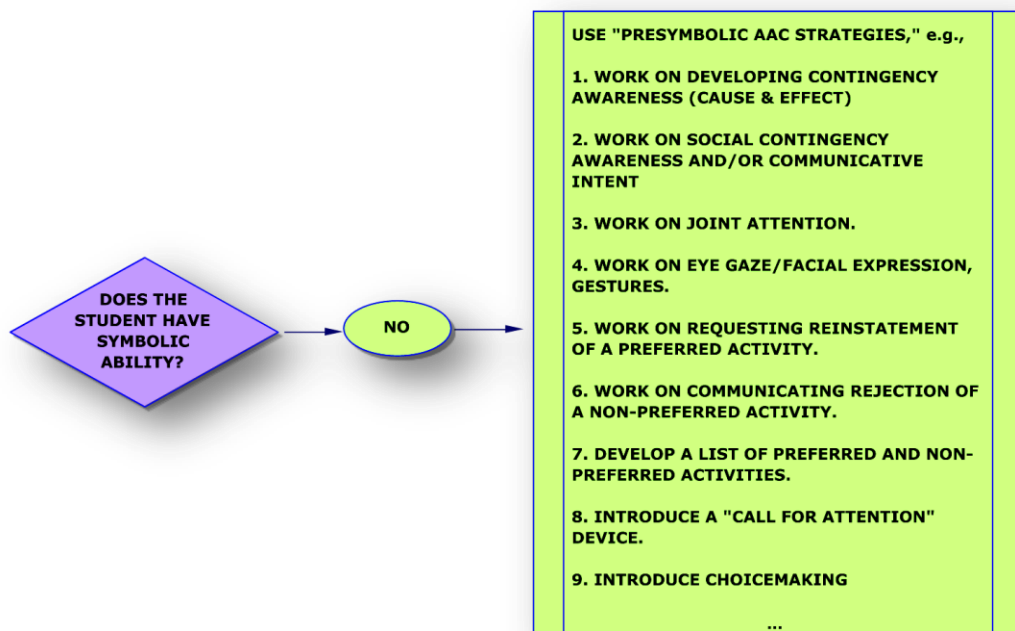 DOES THE
STUDENT HAVE
SYMBOLIC
ABILITY?
NO
USE "PRESYMBOLIC AAC STRATEGIES," e.g.,
1. WORK ON DEVELOPING CONTINGENCY
AWARENESS (CAUSE & EFFECT)
2. WORK ON SOCIAL CONTINGENCY
AWARENESS AND/OR COMMUNICATIVE
INTENT
3. WORK ON JOINT ATTENTION.
4. WORK ON EYE GAZE/FACIAL EXPRESSION,
GESTURES.
5. WORK ON REQUESTING REINSTATEMENT
OF A PREFERRED ACTIVITY.
6. WORK ON COMMUNICATING REJECTION OF
A NON-PREFERRED ACTIVITY.
7. DEVELOP A LIST OF PREFERRED AND NON-
PREFERRED ACTIVITIES.
8. INTRODUCE A "CALL FOR ATTENTION"
DEVICE.
9. INTRODUCE CHOICEMAKING
...